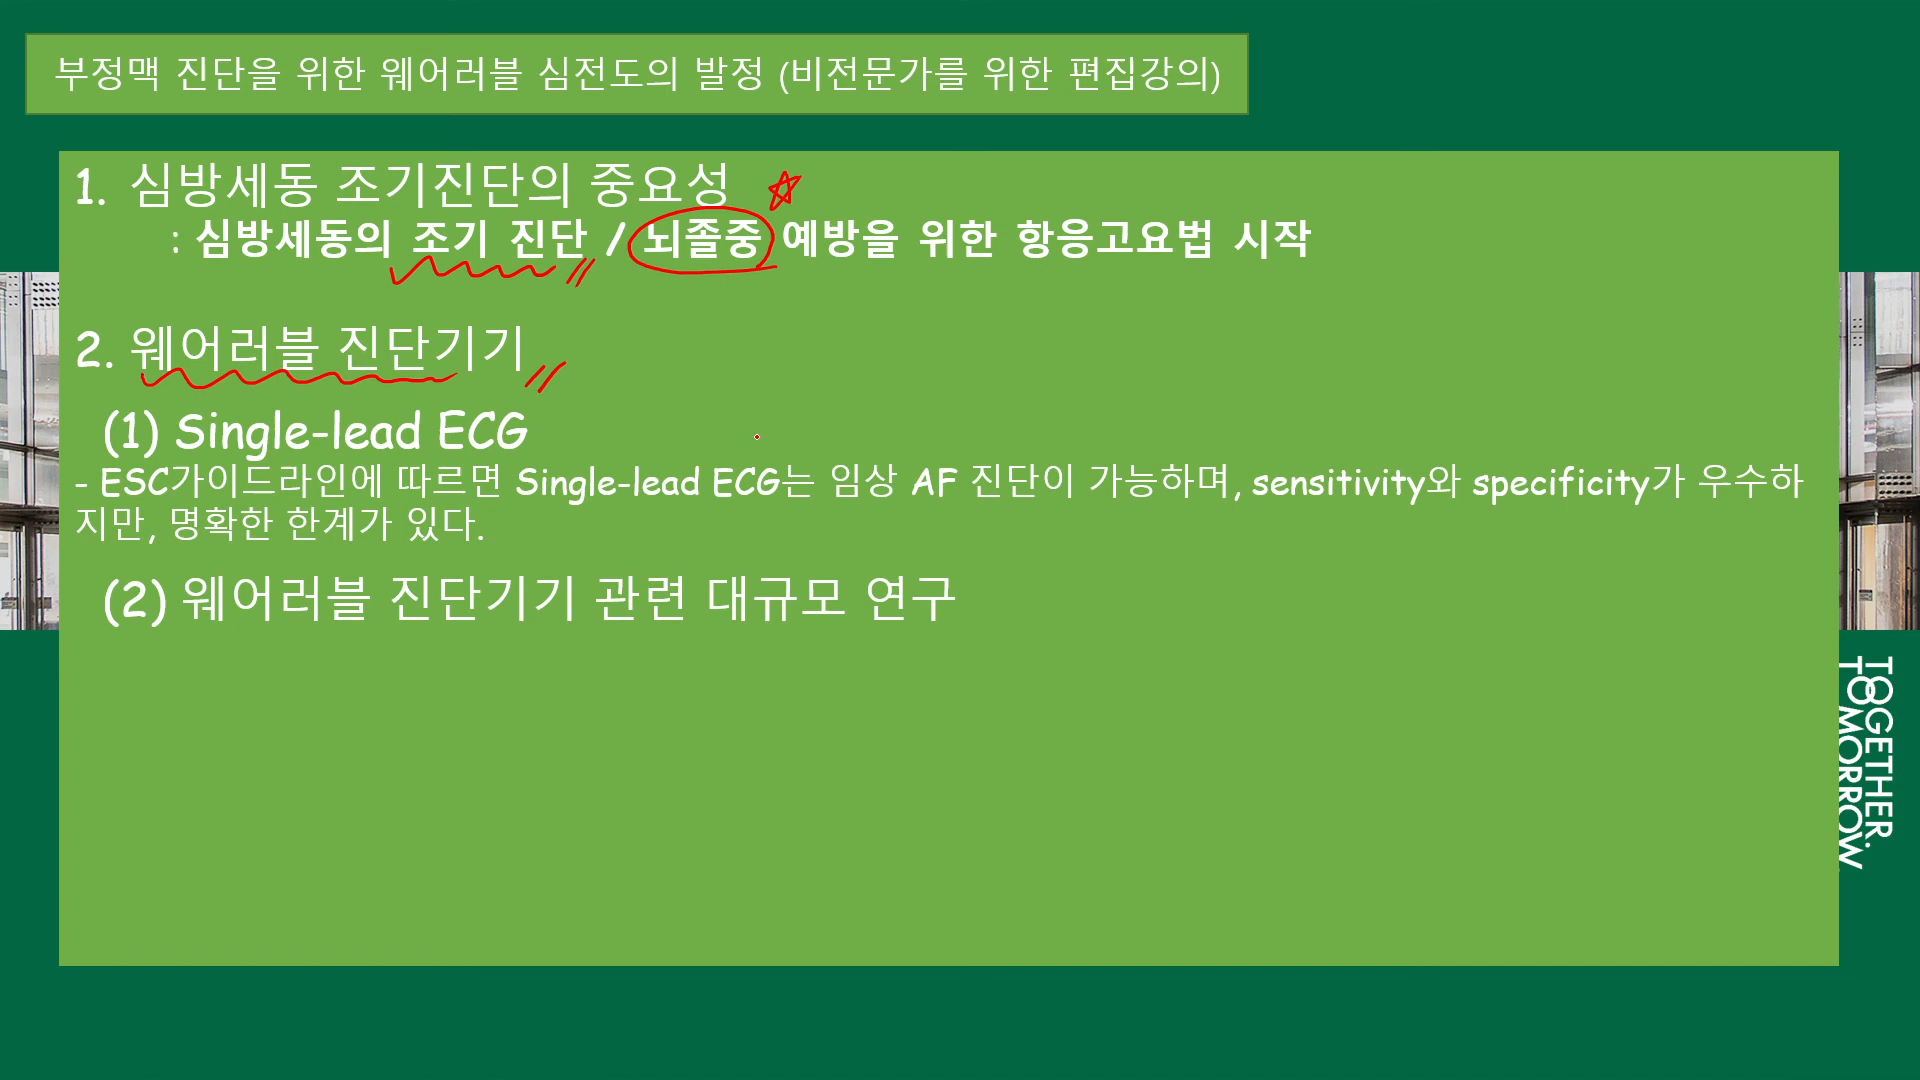 부정맥 진단을 위한 웨어러블 심전도의 발정 (비전문가를 위한 편집강의)
1. 심방세동 조기진단의 중요성
: 심방세동의 조기 진단 / 뇌졸중 예방을 위한 항응고요법 시작
2. 웨어러블 진단기기
(1) Single-lead ECG
- ESC가이드라인에 따르면 Single-lead ECG는 임상 AF 진단이 가능하며, sensitivity와 specificity가 우수하
지만, 명확한 한계가 있다.
(2) 웨어러블 진단기기 관련 대규모 연구
TOGETHER.
TOMORROW